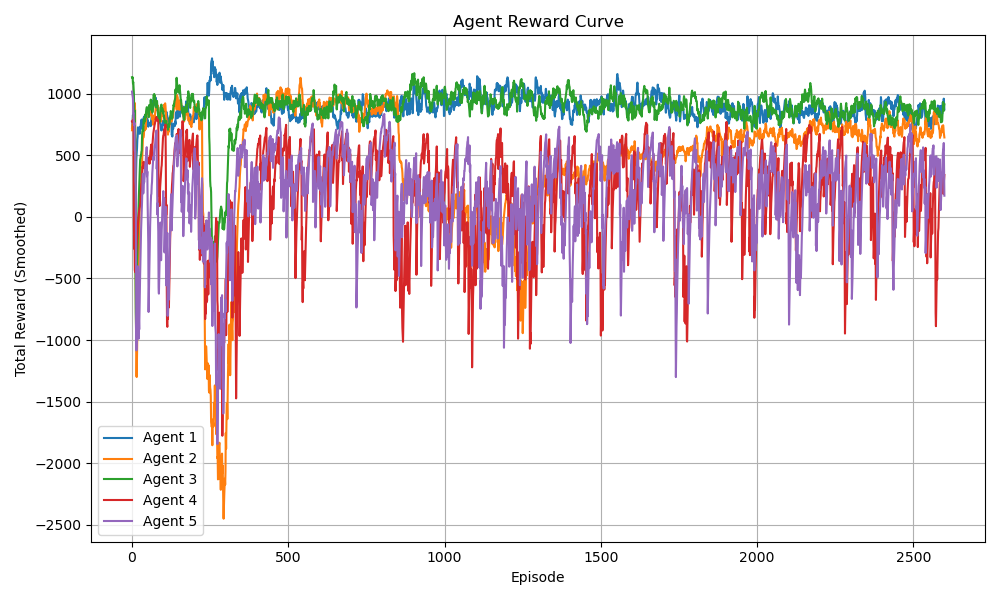 Agent Reward Curve
Total Reward (Smoothed)
1000
500
0
−500
−1000
−1500
−2000
−2500
Agent 1
Agent 2
Agent 3
Agent 4
Agent 5
0 500 1000 1500 2000 2500
Episode